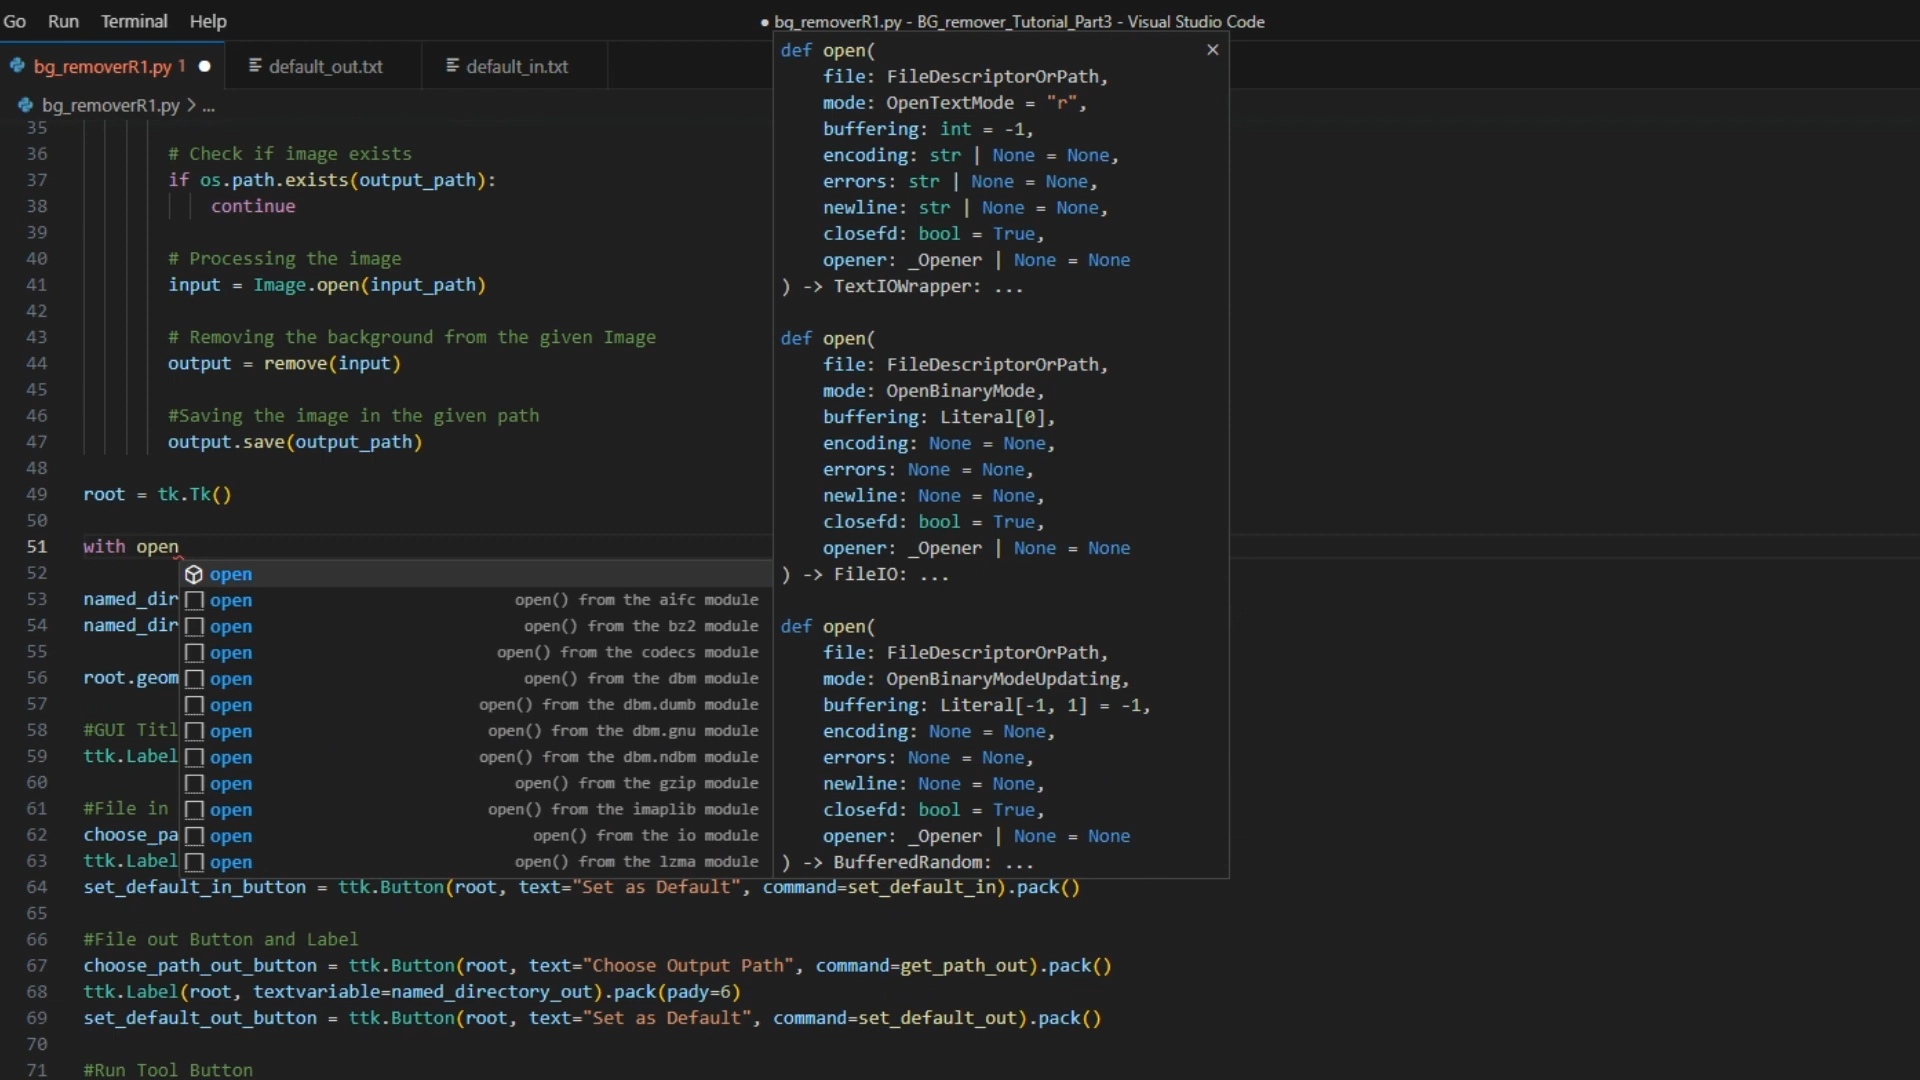 Go Run Terminal Help
● bg_removerR1.py - BG_remover_Tutorial_Part3 - Visual Studio Code
bg_removerR1.py 1 ●
default_out.txt
default_in.txt
bg_removerR1.py > ...
35
36 # Check if image exists
37 if os.path.exists(output_path):
38 continue
39
40 # Processing the image
41 input = Image.open(input_path)
42
43 # Removing the background from the given Image
44 output = remove(input)
45
46 #Saving the image in the given path
47 output.save(output_path)
48
49 root = tk.Tk()
50
51 with open
52
53 named_dir
54 named_dir
55
56 root.geom
57
58 #GUI Titl
59 ttk.Label
60
61 #File in
62 choose_pa
63 ttk.Label
64 set_default_in_button = ttk.Button(root, text="Set as Default", command=set_default_in).pack()
65
66 #File out Button and Label
67 choose_path_out_button = ttk.Button(root, text="Choose Output Path", command=get_path_out).pack()
68 ttk.Label(root, textvariable=named_directory_out).pack(pady=6)
69 set_default_out_button = ttk.Button(root, text="Set as Default", command=set_default_out).pack()
70
71 #Run Tool Button
open
open open() from the aifc module
open open() from the bz2 module
open open() from the codecs module
open open() from the dbm module
open open() from the dbm.dumb module
open open() from the dbm.gnu module
open open() from the dbm.ndbm module
open open() from the gzip module
open open() from the imaplib module
open open() from the io module
open open() from the lzma module
def open(
file: FileDescriptorOrPath,
mode: OpenTextMode = "r",
buffering: int = -1,
encoding: str | None = None,
errors: str | None = None,
newline: str | None = None,
closefd: bool = True,
opener: _Opener | None = None
) -> TextIOWrapper: ...
def open(
file: FileDescriptorOrPath,
mode: OpenBinaryMode,
buffering: Literal[0],
encoding: None = None,
errors: None = None,
newline: None = None,
closefd: bool = True,
opener: _Opener | None = None
) -> FileIO: ...
def open(
file: FileDescriptorOrPath,
mode: OpenBinaryModeUpdating,
buffering: Literal[-1, 1] = -1,
encoding: None = None,
errors: None = None,
newline: None = None,
closefd: bool = True,
opener: _Opener | None = None
) -> BufferedRandom: ...